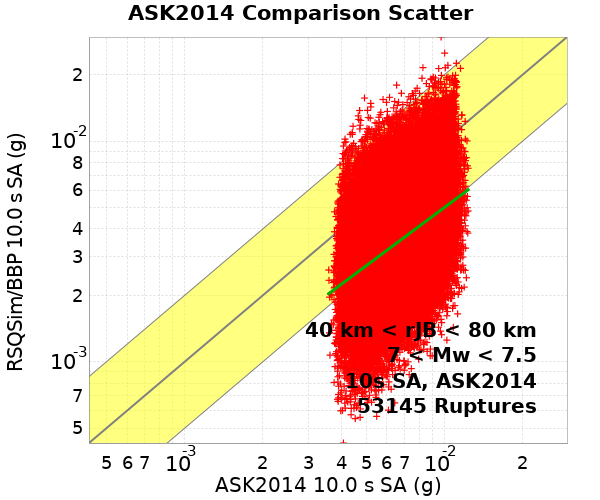 ASK2014 Comparison Scatter
RSQSim/BBP 10.0 s SA (g)
2
10-2
8
6
4
3
2
10-3
7
5
40 km < rJB < 80 km
7 < Mw < 7.5
10s SA, ASK2014
53145 Ruptures
5 6 7 10-3 2 3 4 5 6 7 10-2 2
ASK2014 10.0 s SA (g)